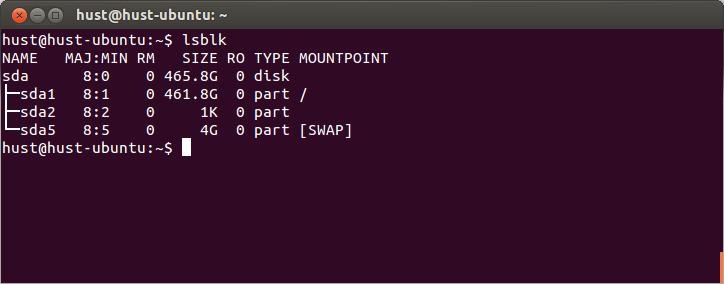 hust@hust-ubuntu: ~
hust@hust-ubuntu:~$ lsblk
NAME   MAJ:MIN RM   SIZE RO TYPE MOUNTPOINT
sda      8:0    0 465.8G  0 disk
├─sda1   8:1    0 461.8G  0 part /
├─sda2   8:2    0     1K  0 part
└─sda5   8:5    0     4G  0 part [SWAP]
hust@hust-ubuntu:~$